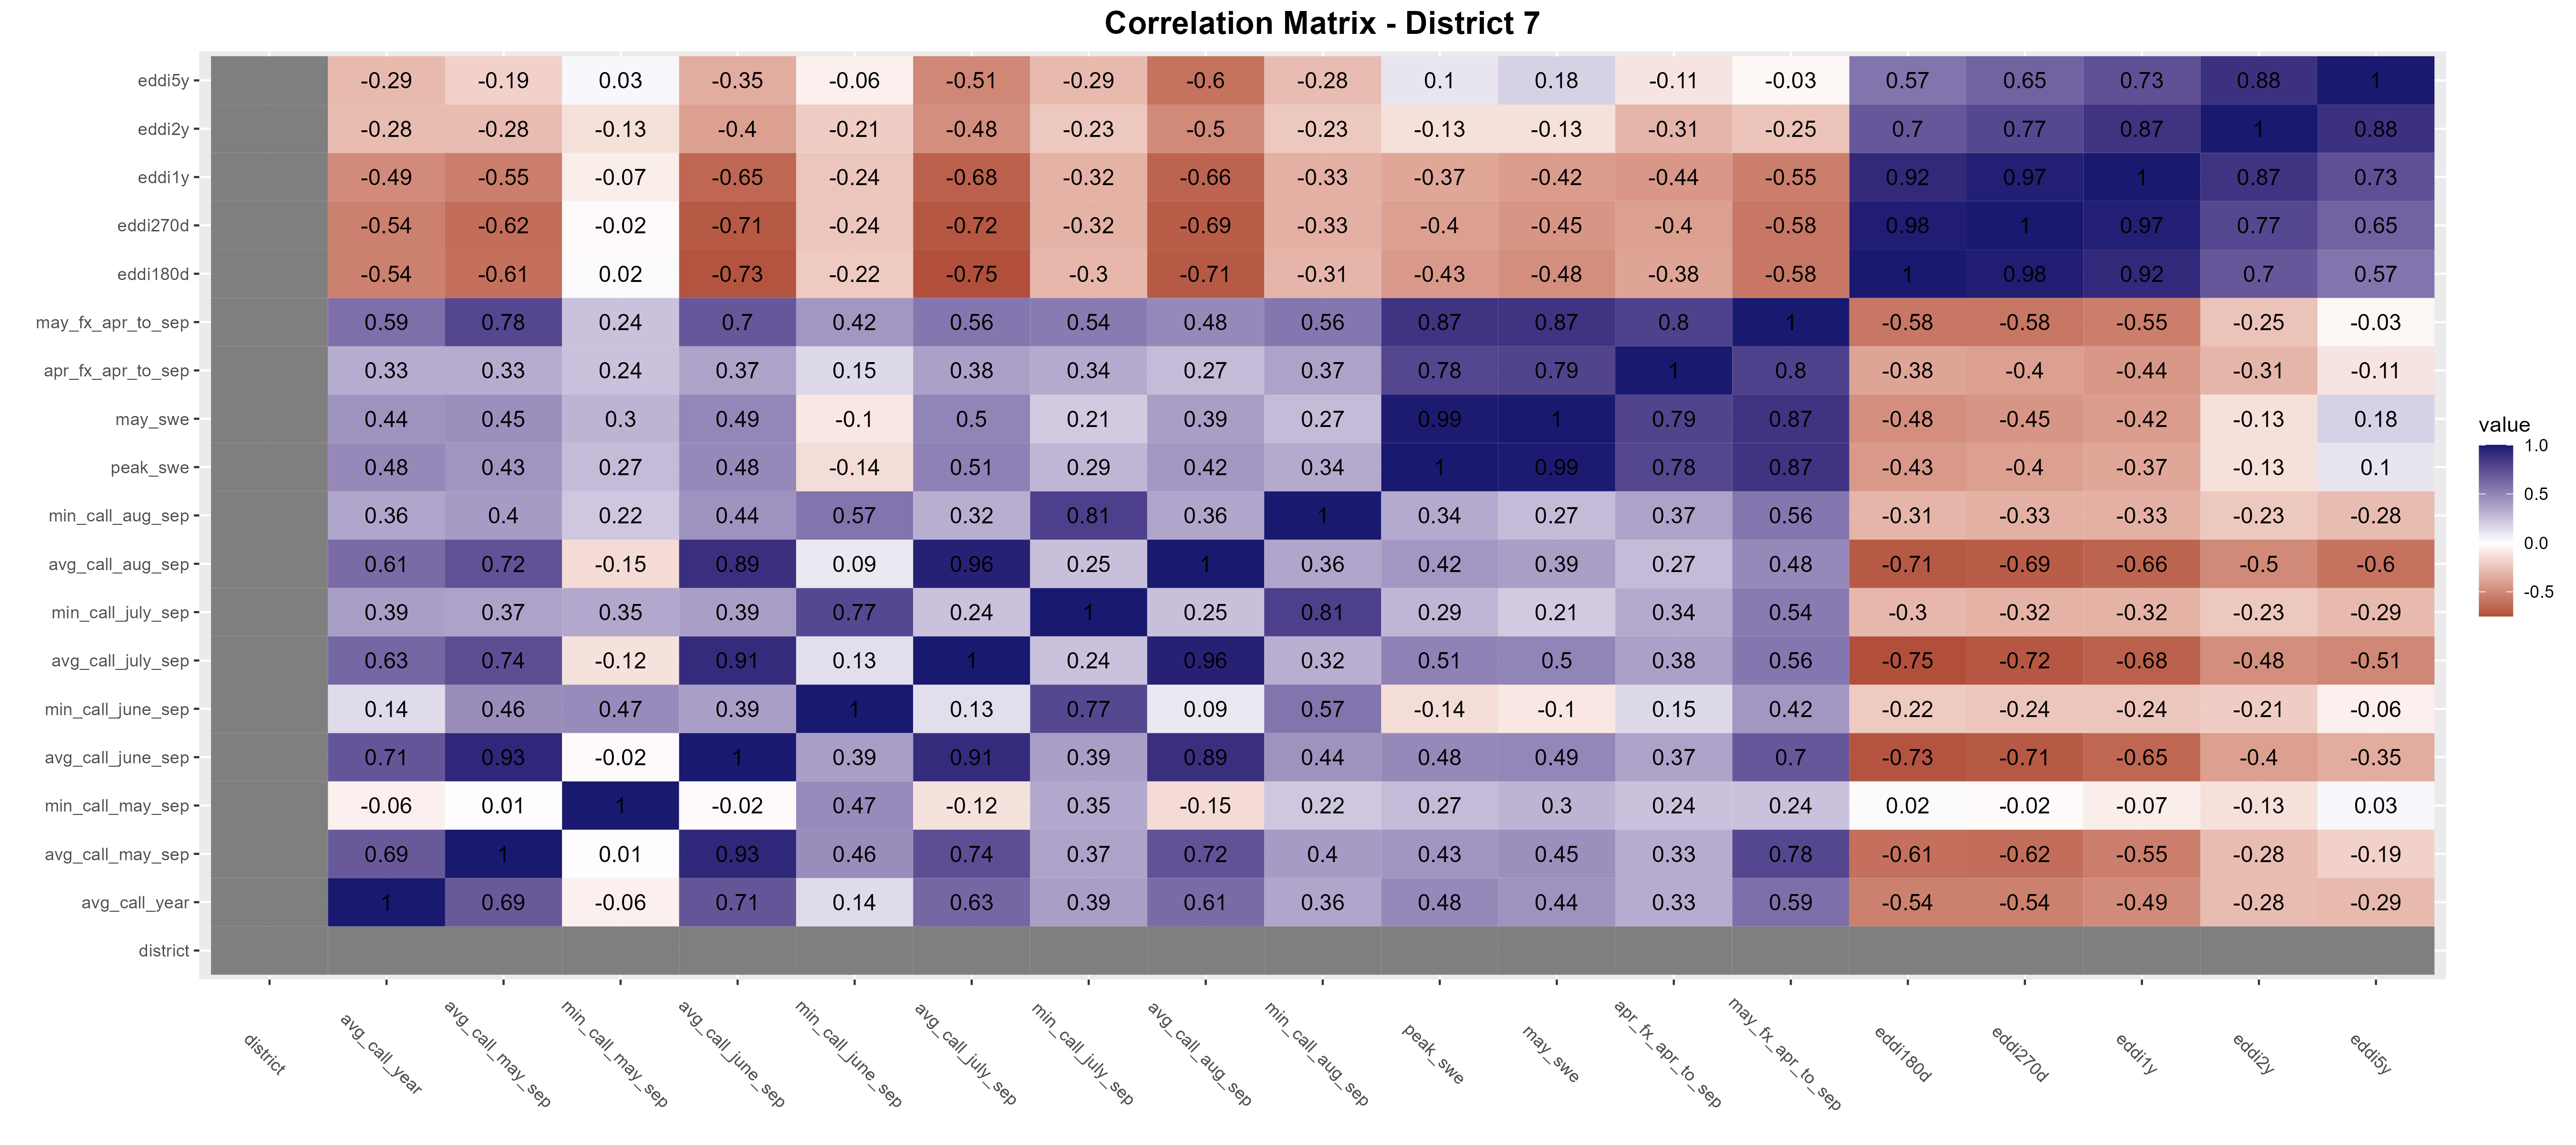 Correlation Matrix - District 7
eddi5y -0.29 -0.19 0.03 -0.35 -0.06 -0.51 -0.29 -0.6 -0.28 0.1 0.18 -0.11 -0.03 0.57 0.65 0.73 0.88 1
eddi2y -0.28 -0.28 -0.13 -0.4 -0.21 -0.48 -0.23 -0.5 -0.23 -0.13 -0.13 -0.31 -0.25 0.7 0.77 0.87 1 0.88
eddi1y -0.49 -0.55 -0.07 -0.65 -0.24 -0.68 -0.32 -0.66 -0.33 -0.37 -0.42 -0.44 -0.55 0.92 0.97 1 0.87 0.73
eddi270d -0.54 -0.62 -0.02 -0.71 -0.24 -0.72 -0.32 -0.69 -0.33 -0.4 -0.45 -0.4 -0.58 0.98 1 0.97 0.77 0.65
eddi180d -0.54 -0.61 0.02 -0.73 -0.22 -0.75 -0.3 -0.71 -0.31 -0.43 -0.48 -0.38 -0.58 1 0.98 0.92 0.7 0.57
may_fx_apr_to_sep 0.59 0.78 0.24 0.7 0.42 0.56 0.54 0.48 0.56 0.87 0.87 0.8 1 -0.58 -0.58 -0.55 -0.25 -0.03
apr_fx_apr_to_sep 0.33 0.33 0.24 0.37 0.15 0.38 0.34 0.27 0.37 0.78 0.79 1 0.8 -0.38 -0.4 -0.44 -0.31 -0.11
may_swe 0.44 0.45 0.3 0.49 -0.1 0.5 0.21 0.39 0.27 0.99 1 0.79 0.87 -0.48 -0.45 -0.42 -0.13 0.18
peak_swe 0.48 0.43 0.27 0.48 -0.14 0.51 0.29 0.42 0.34 1 0.99 0.78 0.87 -0.43 -0.4 -0.37 -0.13 0.1
min_call_aug_sep 0.36 0.4 0.22 0.44 0.57 0.32 0.81 0.36 1 0.34 0.27 0.37 0.56 -0.31 -0.33 -0.33 -0.23 -0.28
avg_call_aug_sep 0.61 0.72 -0.15 0.89 0.09 0.96 0.25 1 0.36 0.42 0.39 0.27 0.48 -0.71 -0.69 -0.66 -0.5 -0.6
min_call_july_sep 0.39 0.37 0.35 0.39 0.77 0.24 1 0.25 0.81 0.29 0.21 0.34 0.54 -0.3 -0.32 -0.32 -0.23 -0.29
avg_call_july_sep 0.63 0.74 -0.12 0.91 0.13 1 0.24 0.96 0.32 0.51 0.5 0.38 0.56 -0.75 -0.72 -0.68 -0.48 -0.51
min_call_june_sep 0.14 0.46 0.47 0.39 1 0.13 0.77 0.09 0.57 -0.14 -0.1 0.15 0.42 -0.22 -0.24 -0.24 -0.21 -0.06
avg_call_june_sep 0.71 0.93 -0.02 1 0.39 0.91 0.39 0.89 0.44 0.48 0.49 0.37 0.7 -0.73 -0.71 -0.65 -0.4 -0.35
min_call_may_sep -0.06 0.01 1 -0.02 0.47 -0.12 0.35 -0.15 0.22 0.27 0.3 0.24 0.24 0.02 -0.02 -0.07 -0.13 0.03
avg_call_may_sep 0.69 1 0.01 0.93 0.46 0.74 0.37 0.72 0.4 0.43 0.45 0.33 0.78 -0.61 -0.62 -0.55 -0.28 -0.19
avg_call_year 1 0.69 -0.06 0.71 0.14 0.63 0.39 0.61 0.36 0.48 0.44 0.33 0.59 -0.54 -0.54 -0.49 -0.28 -0.29
district
district avg_call_year avg_call_may_sep min_call_may_sep avg_call_june_sep min_call_june_sep avg_call_july_sep min_call_july_sep avg_call_aug_sep min_call_aug_sep peak_swe may_swe apr_fx_apr_to_sep may_fx_apr_to_sep eddi180d eddi270d eddi1y eddi2y eddi5y
value
1.0
0.5
0.0
-0.5